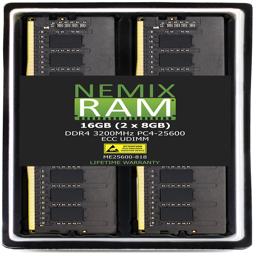 NEMIX
RAM
16GB (2 x 8GB)
DDR4 3200MHz PC4-25600
ECC UDIMM
ME25600-818
LIFETIME WARRANTY